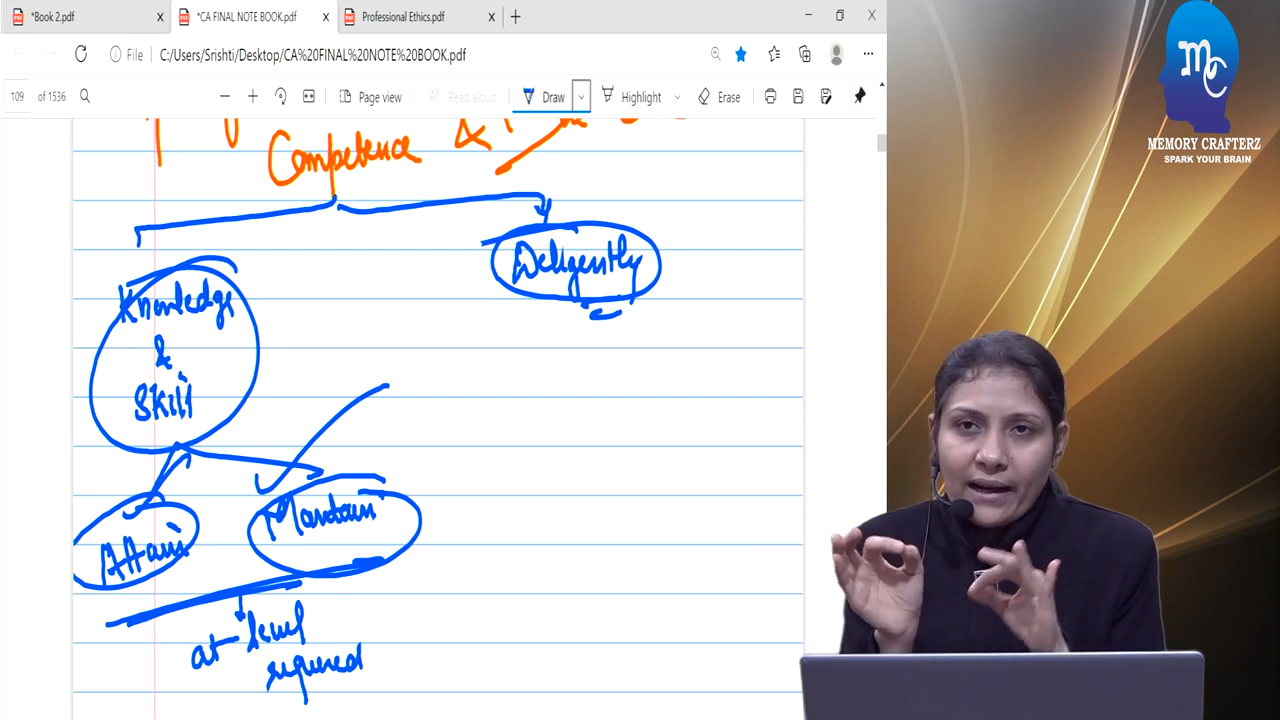 *Book 2.pdf
*CA FINAL NOTE BOOK.pdf
Professional Ethics.pdf
File
C:/Users/Srishti/Desktop/CA%20FINAL%20NOTE%20BOOK.pdf
109 of 1536
Page view
Read aloud
Draw
Highlight
Erase
mc
MEMORY CRAFTERZ
SPARK YOUR BRAIN
Competence &
Knowledge
&
Skill
Deligently
Attain
Maintain
at level
required